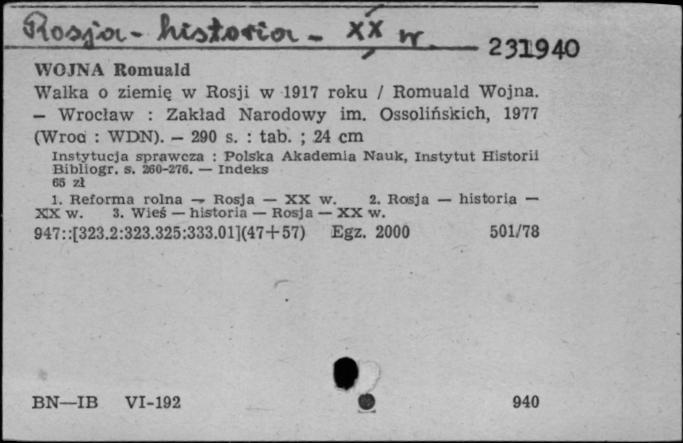 Rosja - historia - XX w.
231940
WOJNA Romuald
Walka o ziemię w Rosji w 1917 roku / Romuald Wojna.
— Wrocław : Zakład Narodowy im. Ossolińskich, 1977
(Wroc : WDN). — 290 s. : tab. ; 24 cm
Instytucja sprawcza : Polska Akademia Nauk, Instytut Historii
Bibliogr. s. 260-276. — Indeks
65 zł
1. Reforma rolna — Rosja — XX w. 2. Rosja — historia —
XX w. 3. Wieś — historia — Rosja — XX w.
947::[323.2:323.325:333.01](47+57) Egz. 2000 501/78
BN—IB VI-192 940